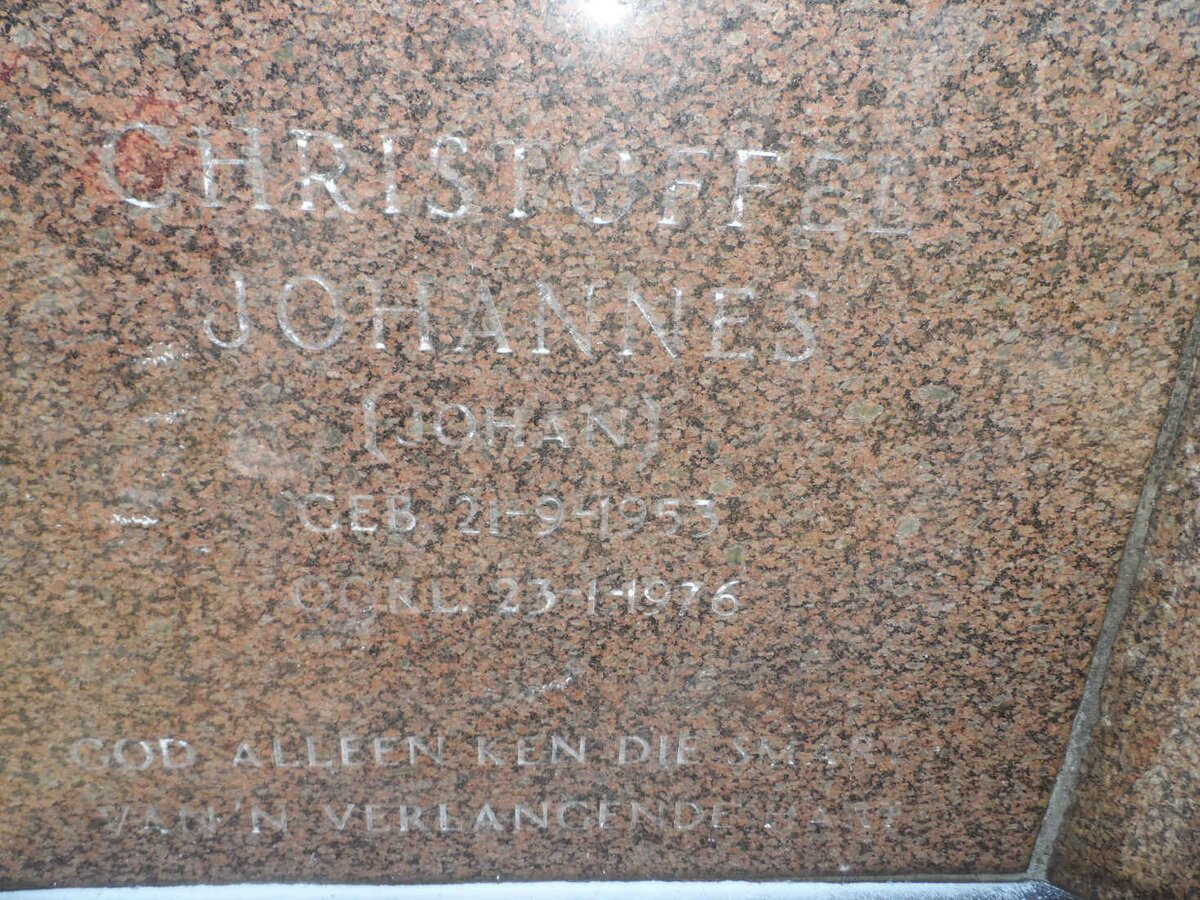 CHRISTOFFEL
JOHANNES
(JOHAN)
GEB. 21-9-1953
OORL. 23-1-1976
GOD ALLEEN KEN DIE SMART
VAN 'N VERLANGENDE HART